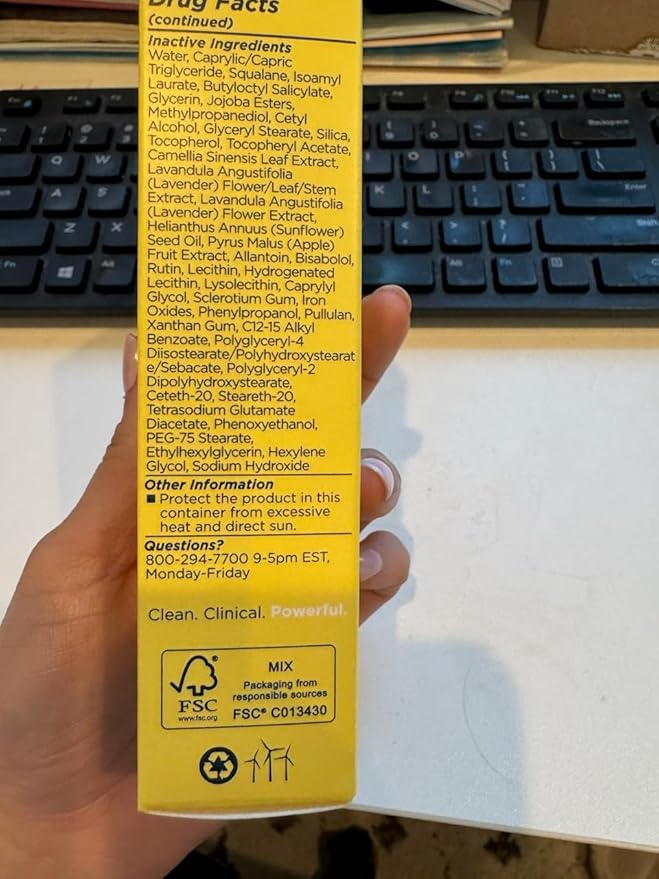 Drug Facts
(continued)
Inactive Ingredients
Water, Caprylic/Capric
Triglyceride, Squalane, Isoamyl
Laurate, Butyloctyl Salicylate,
Glycerin, Jojoba Esters,
Methylpropanediol, Cetyl
Alcohol, Glyceryl Stearate, Silica,
Tocopherol, Tocopheryl Acetate,
Camellia Sinensis Leaf Extract,
Lavandula Angustifolia
(Lavender) Flower/Leaf/Stem
Extract, Lavandula Angustifolia
(Lavender) Flower Extract,
Helianthus Annuus (Sunflower)
Seed Oil, Pyrus Malus (Apple)
Fruit Extract, Allantoin, Bisabolol,
Rutin, Lecithin, Hydrogenated
Lecithin, Lysolecithin, Caprylyl
Glycol, Sclerotium Gum, Iron
Oxides, Phenylpropanol, Pullulan,
Xanthan Gum, C12-15 Alkyl
Benzoate, Polyglyceryl-4
Diisostearate/Polyhydroxystearat
e/Sebacate, Polyglyceryl-2
Dipolyhydroxystearate,
Ceteth-20, Steareth-20,
Tetrasodium Glutamate
Diacetate, Phenoxyethanol,
PEG-75 Stearate,
Ethylhexylglycerin, Hexylene
Glycol, Sodium Hydroxide
Other Information
■ Protect the product in this
container from excessive
heat and direct sun.
Questions?
800-294-7700 9-5pm EST,
Monday-Friday
Clean. Clinical. Powerful.
FSC
www.fsc.org
MIX
Packaging from
responsible sources
FSC® C013430
Backspace
Enter
Shift
Q W
A S
Z X
K L
Fn
Alt Fn Ctrl